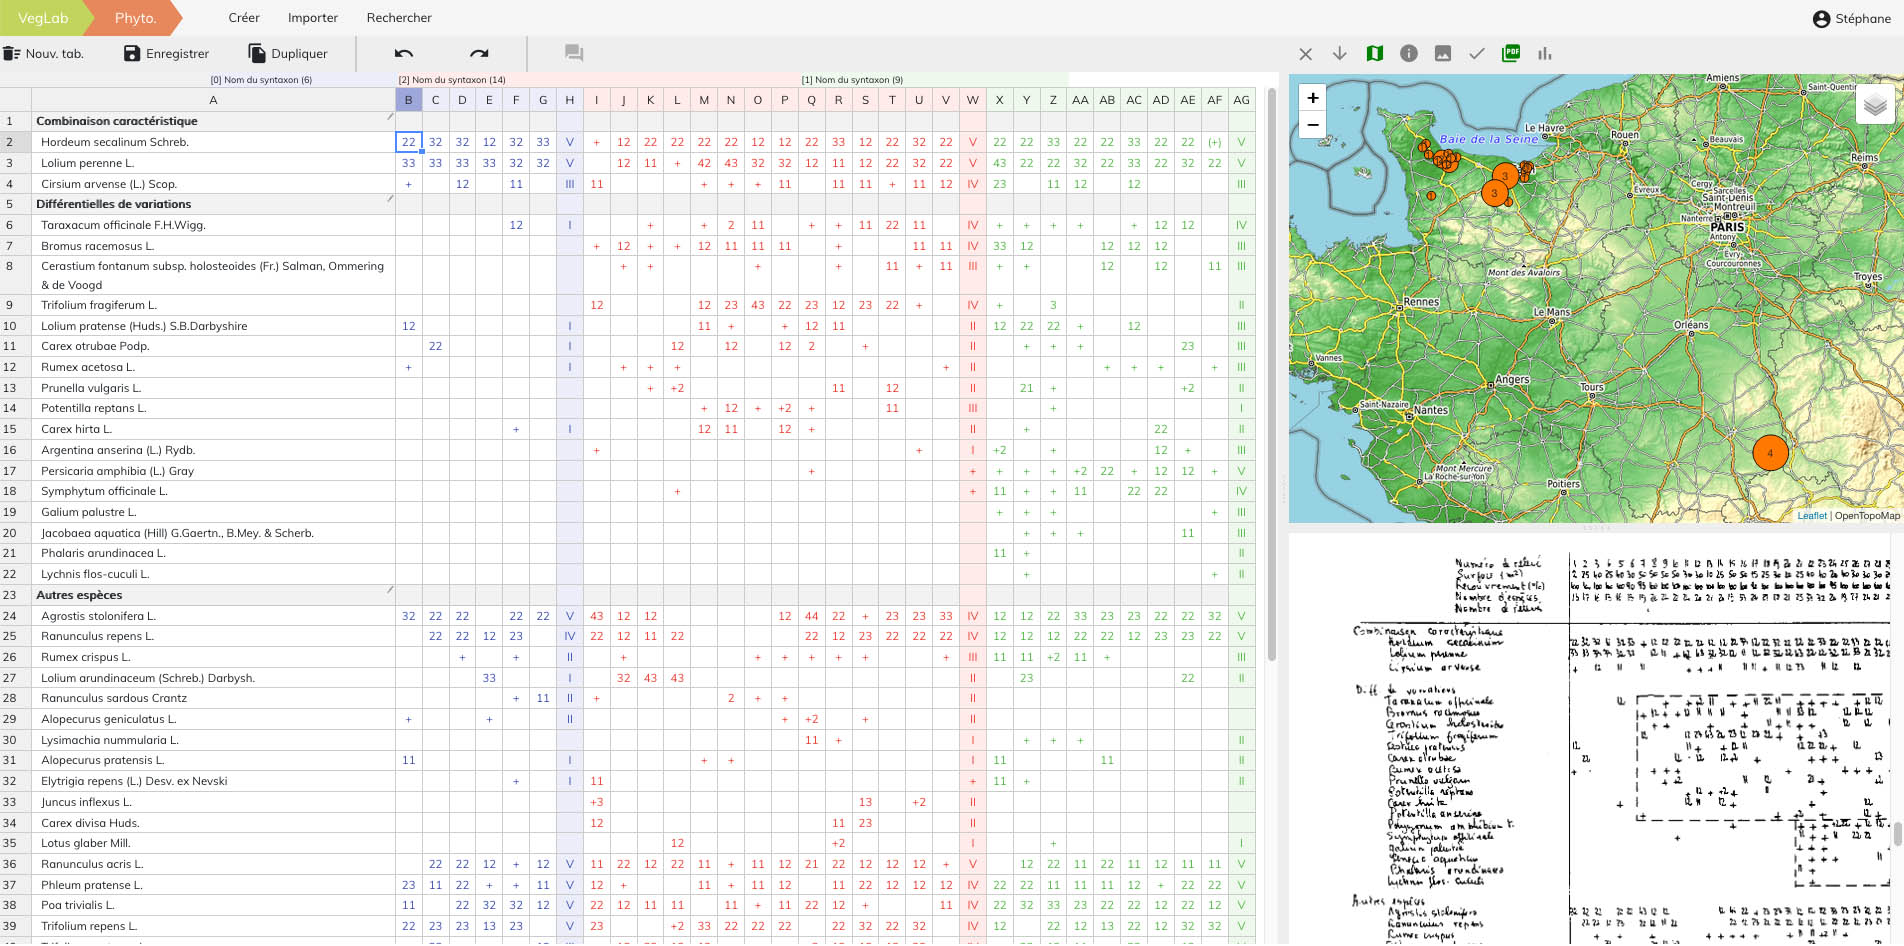 VegLab Phyto. Créer Importer Rechercher Stéphane
Nouv. tab. Enregistrer Dupliquer
[0] Nom du syntaxon (6) [2] Nom du syntaxon (14) [1] Nom du syntaxon (9)
A B C D E F G H I J K L M N O P Q R S T U V W X Y Z AA AB AC AD AE AF AG
1 Combinaison caractéristique
2 Hordeum secalinum Schreb. 22 32 32 12 32 33 V + 12 22 22 22 22 12 12 22 33 12 22 32 22 V 22 22 33 22 22 33 22 22 (+) V
3 Lolium perenne L. 33 33 33 33 32 32 V 12 11 + 42 43 32 32 12 11 12 22 32 22 V 43 22 22 32 22 33 22 32 22 V
4 Cirsium arvense (L.) Scop. + 12 11 III 11 + + + 11 11 11 + 11 12 IV 23 11 12 12 III
5 Différentielles de variations
6 Taraxacum officinale F.H.Wigg. 12 I + + 2 11 + + 11 22 11 IV + + + + + 12 12 IV
7 Bromus racemosus L. + 12 + + 12 11 11 11 + 11 11 IV 33 12 12 12 12 III
8 Cerastium fontanum subsp. holosteoides (Fr.) Salman, Ommering & de Voogd + + + + 11 + 11 III + + 12 12 11 III
9 Trifolium fragiferum L. 12 12 23 43 22 23 12 23 22 + IV + 3 II
10 Lolium pratense (Huds.) S.B.Darbyshire 12 I 11 + + 12 11 II 12 22 22 + 12 III
11 Carex otrubae Podp. 22 I 12 12 12 2 + II + + + 23 III
12 Rumex acetosa L. + I + + + + II + + + + III
13 Prunella vulgaris L. + +2 11 12 II 21 + +2 II
14 Potentilla reptans L. + 12 + +2 + 11 III + I
15 Carex hirta L. + I 12 11 12 + II + 22 II
16 Argentina anserina (L.) Rydb. + + I +2 + 12 + III
17 Persicaria amphibia (L.) Gray + + + + + +2 22 + 12 12 + V
18 Symphytum officinale L. + + 11 + + 11 22 22 IV
19 Galium palustre L. + + + + III
20 Jacobaea aquatica (Hill) G.Gaertn., B.Mey. & Scherb. + + + 11 III
21 Phalaris arundinacea L. 11 + II
22 Lychnis flos-cuculi L. + + II
23 Autres espèces
24 Agrostis stolonifera L. 32 22 22 22 22 V 43 12 12 12 44 22 + 23 23 33 IV 12 12 22 33 23 23 22 22 32 V
25 Ranunculus repens L. 22 22 12 23 IV 22 12 11 22 22 12 23 22 22 22 IV 12 12 12 22 22 12 23 23 22 V
26 Rumex crispus L. + + II + + + + + + + III 11 11 +2 11 + III
27 Lolium arundinaceum (Schreb.) Darbysh. 33 I 32 43 43 II 23 22 II
28 Ranunculus sardous Crantz + 11 II + 2 + + II
29 Alopecurus geniculatus L. + + II + +2 + II
30 Lysimachia nummularia L. 11 + I + + + II
31 Alopecurus pratensis L. 11 I + + I 11 11 II
32 Elytrigia repens (L.) Desv. ex Nevski + I 11 + 11 + II
33 Juncus inflexus L. +3 13 +2 II
34 Carex divisa Huds. 12 11 23 II
35 Lotus glaber Mill. 12 +2 I + I
36 Ranunculus acris L. 22 22 12 + 12 V 11 22 12 22 11 + 11 12 21 22 12 12 12 + V 12 22 11 22 11 12 11 11 V
37 Phleum pratense L. 23 11 22 + + 11 V 12 + 11 + 11 12 11 22 12 12 12 IV 22 22 11 11 11 12 + 22 22 V
38 Poa trivialis L. 11 22 32 32 12 V 22 12 11 11 11 + 11 22 12 + 11 IV 22 32 33 23 22 22 12 22 12 V
39 Trifolium repens L. 22 23 23 13 23 V 23 +2 33 22 22 22 22 32 22 32 IV 12 22 12 13 22 12 32 32 V
+
−
Amiens
Saint-Quentin
Le Havre
Baie de la Seine
Rouen
Beauvais
Reims
3
3
Évreux
Cergy
Sarcelles
Saint-Denis
Montreuil
Nanterre
PARIS
Antony
Évry
Courcouronnes
Mont des Avaloirs
Troyes
Rennes
Le Mans
Orléans
Vannes
Angers
Tours
Saint-Nazaire
Nantes
4
Mont Mercure
La Roche-sur-Yon
Poitiers
Leaflet | OpenTopoMap
Numéro de relevé
Surface (m²)
Recouvrement (%)
Nombre d'espèces
Nombre de relevé
Combinaison caractéristique
Hordeum secalinum
Lolium perenne
Cirsium arvense
Diff de variations
Taraxacum officinale
Bromus racemosus
Trifolium fragiferum
Carex otrubae
Rumex acetosa
Prunella vulgaris
Potentilla reptans
Carex hirta
Potentilla anserina
Polygonum amphibium t.
Symphytum officinale
Galium palustre
Senecio aquaticus
Phalaris arundinacea
Lychnis flos-cuculi
Autres espèces
Agrostis stolonifera
Ranunculus repens
Rumex crispus